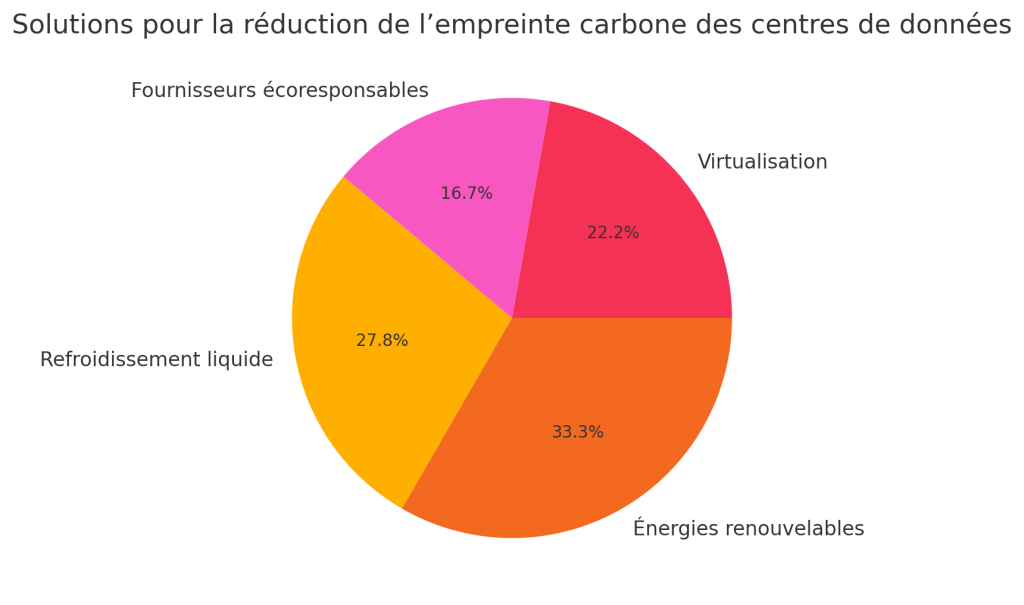 Solutions pour la réduction de l’empreinte carbone des centres de données
Fournisseurs écoresponsables
Virtualisation
16.7%
22.2%
27.8%
Refroidissement liquide
33.3%
Énergies renouvelables